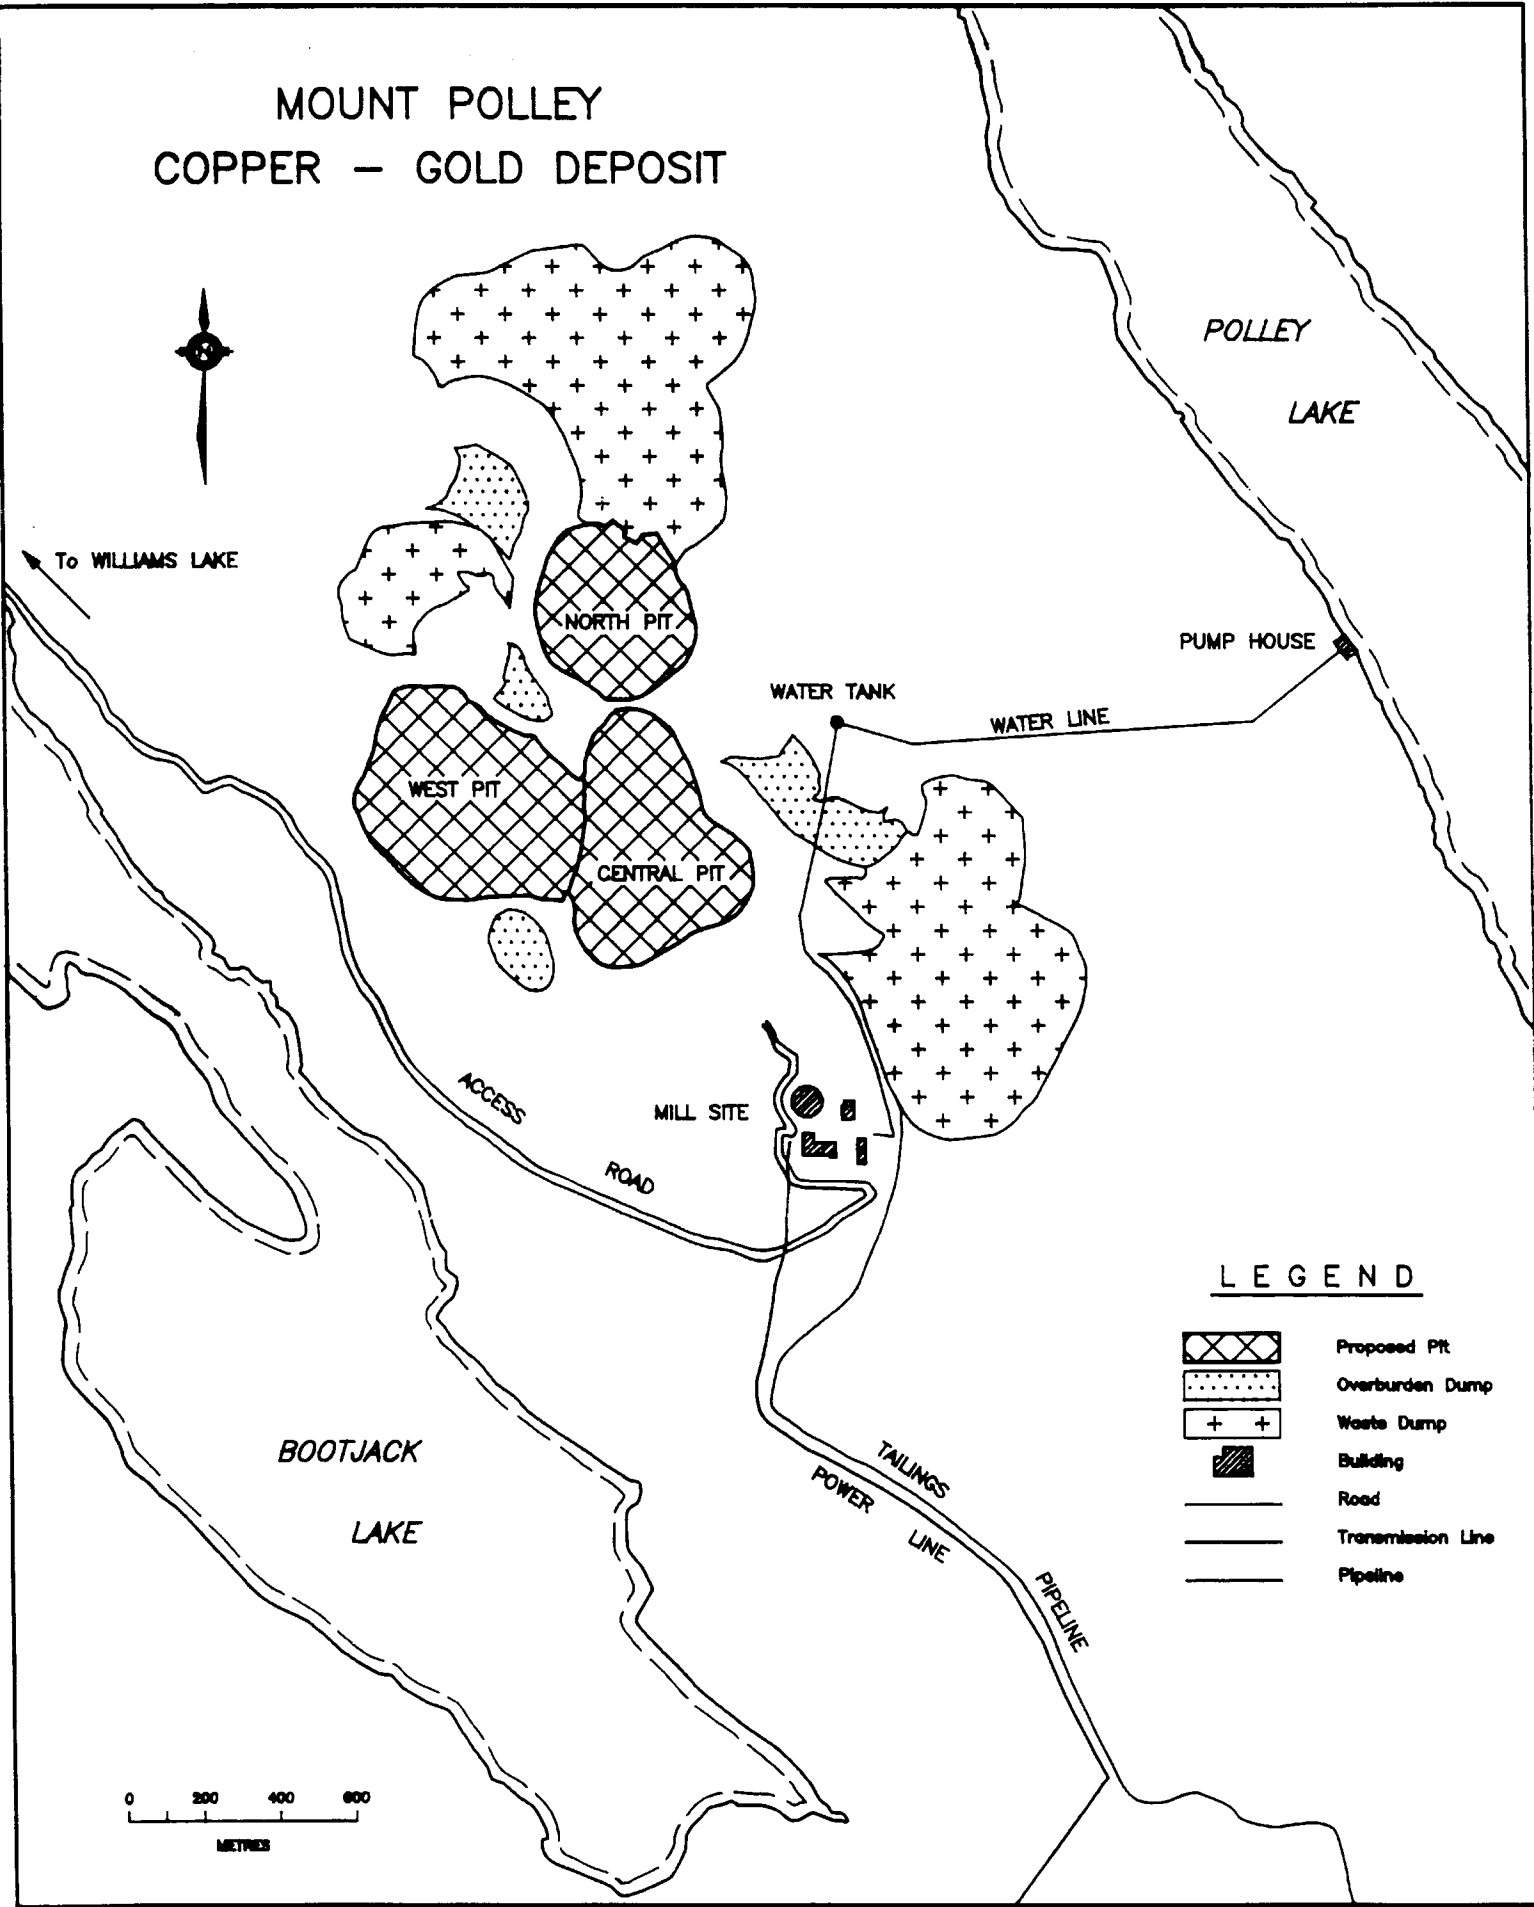 MOUNT POLLEY
COPPER – GOLD DEPOSIT
N
POLLEY
LAKE
To WILLIAMS LAKE
NORTH PIT
PUMP HOUSE
WATER TANK
WATER LINE
WEST PIT
CENTRAL PIT
ACCESS
ROAD
MILL SITE
BOOTJACK
LAKE
TAILINGS
PIPELINE
POWER
LINE
LEGEND
Proposed Pit
Overburden Dump
Waste Dump
Building
Road
Transmission Line
Pipeline
0 200 400 600
METRES